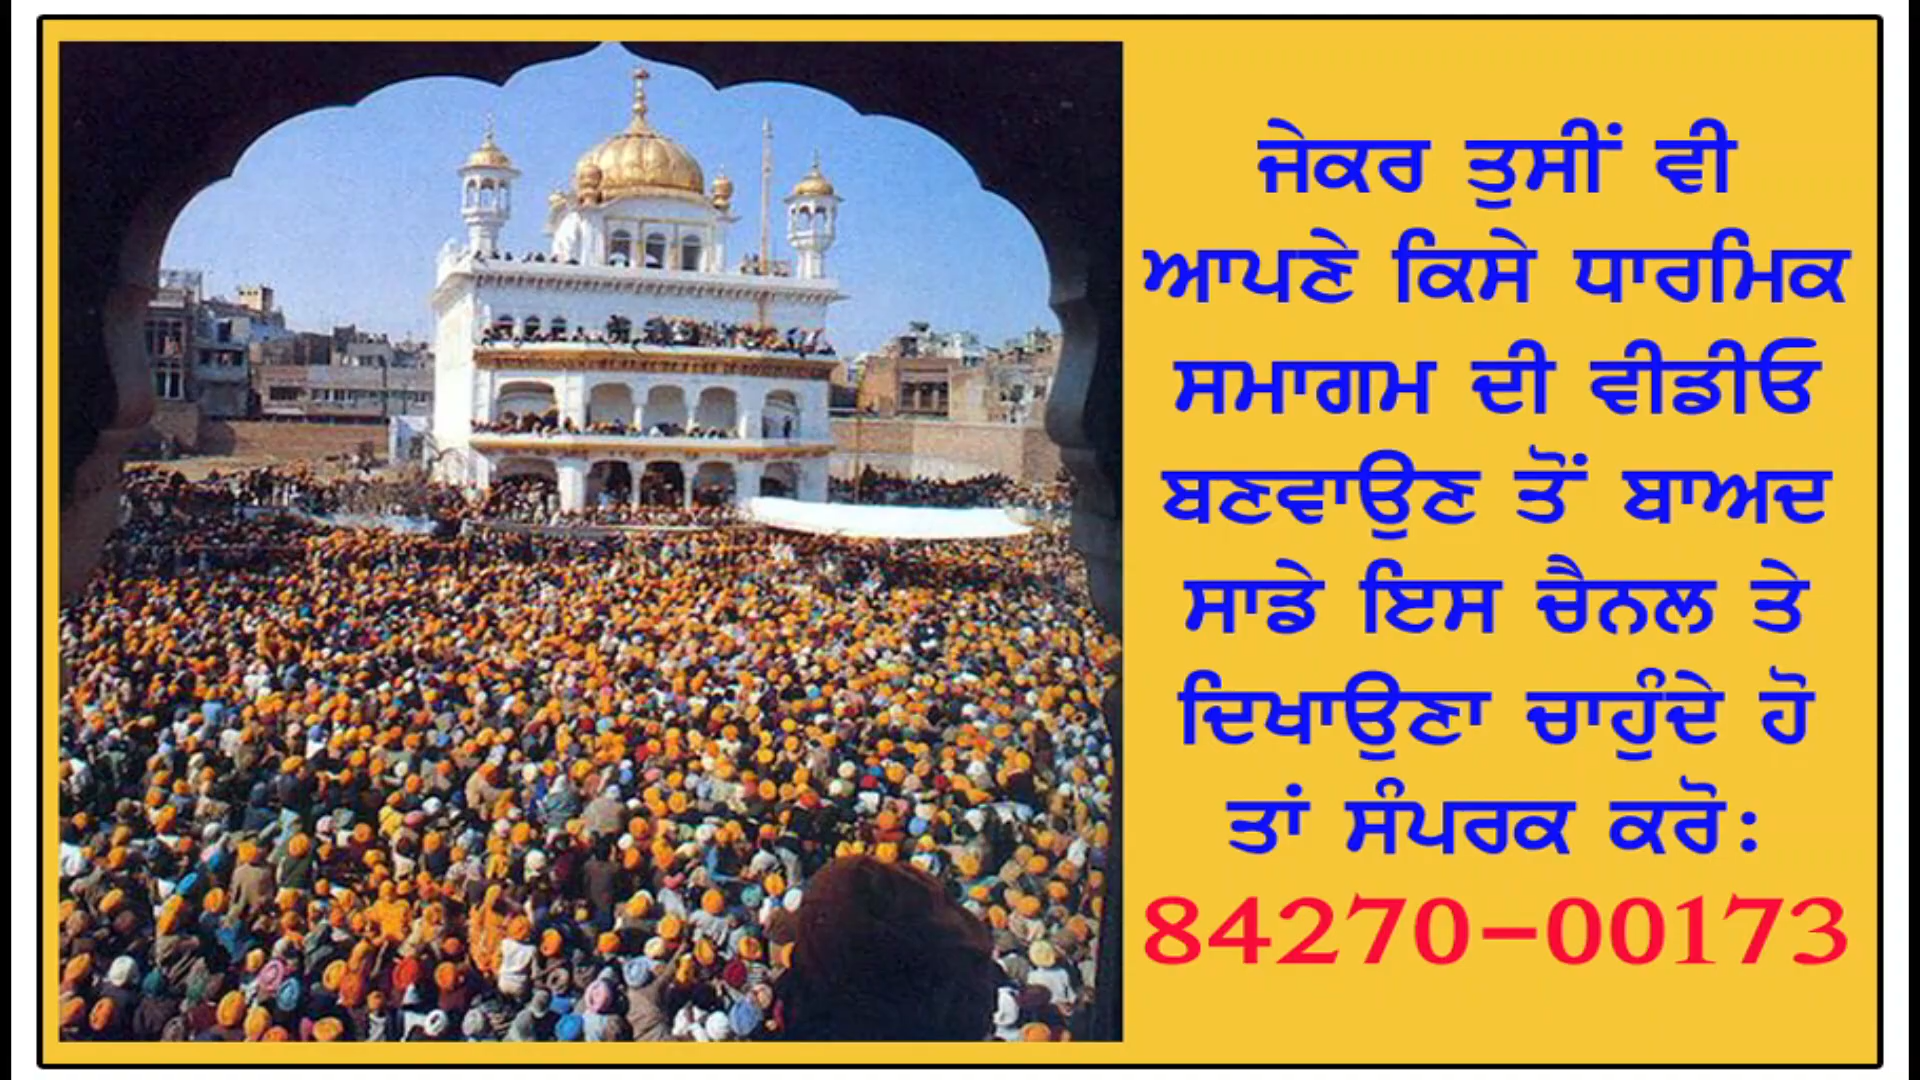 ਜੇਕਰ ਤੁਸੀਂ ਵੀ
ਆਪਣੇ ਕਿਸੇ ਧਾਰਮਿਕ
ਸਮਾਗਮ ਦੀ ਵੀਡੀਓ
ਬਣਵਾਉਣ ਤੋਂ ਬਾਅਦ
ਸਾਡੇ ਇਸ ਚੈਨਲ ਤੇ
ਦਿਖਾਉਣਾ ਚਾਹੁੰਦੇ ਹੋ
ਤਾਂ ਸੰਪਰਕ ਕਰੋ:
84270-00173